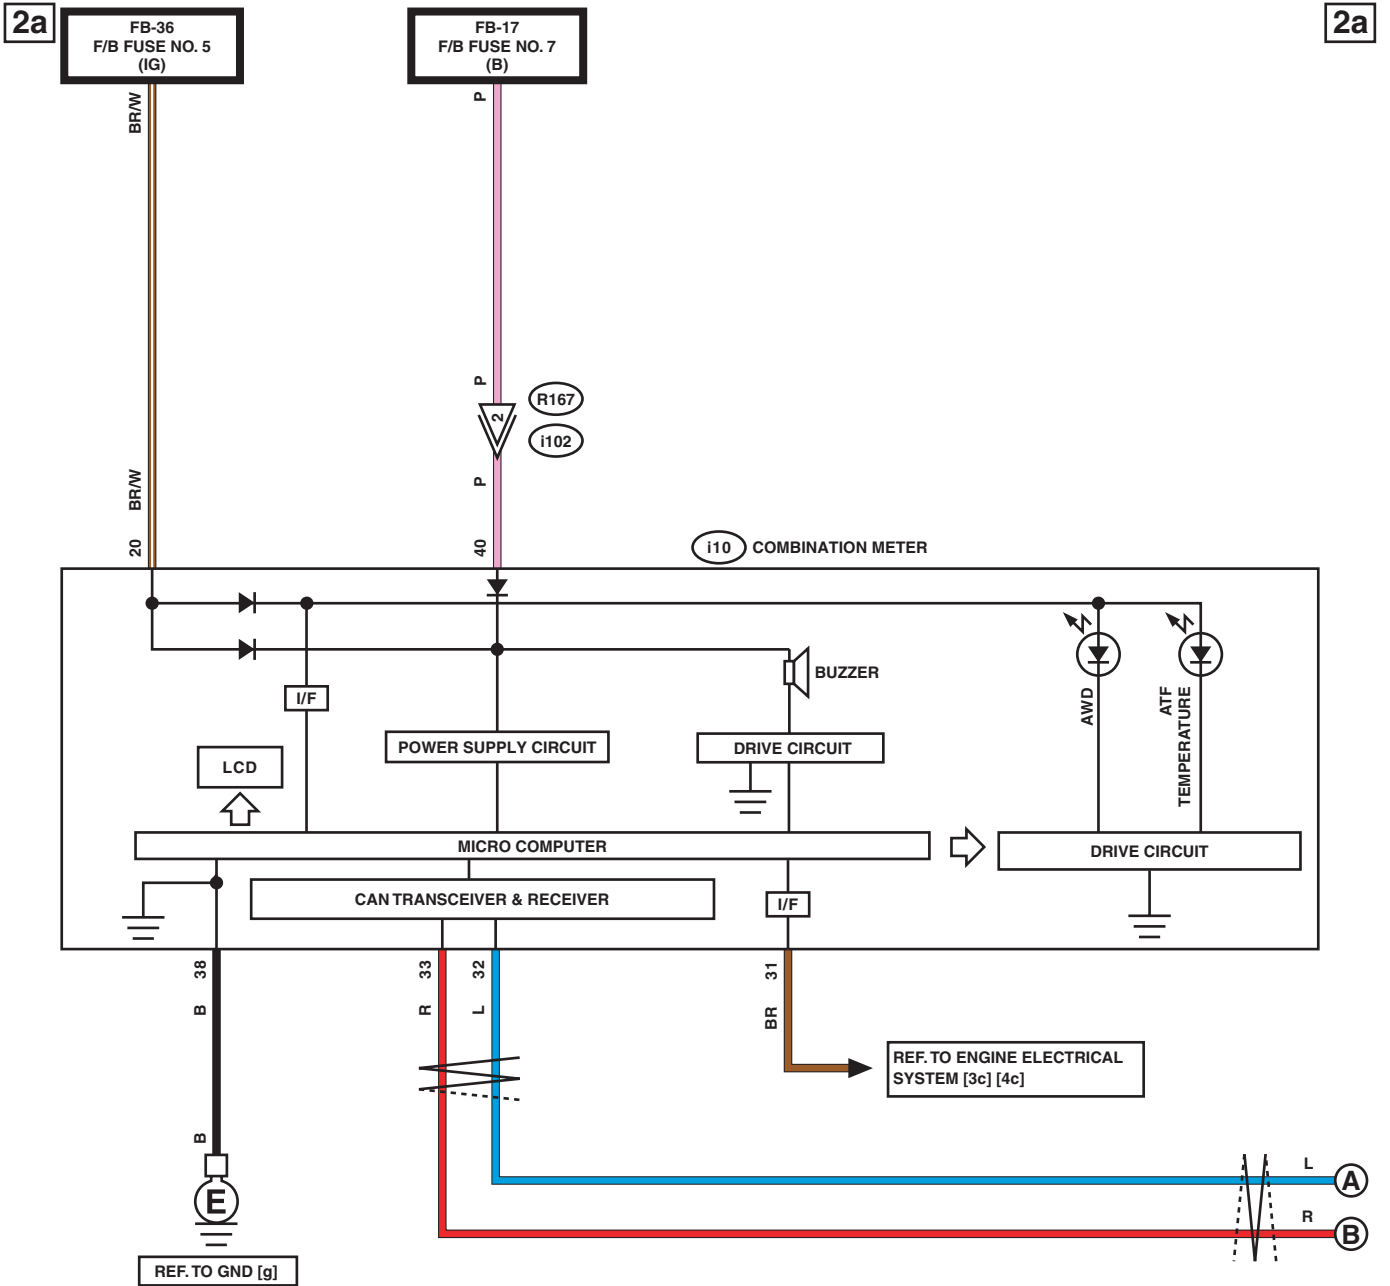 2a
FB-36
F/B FUSE NO. 5
(IG)
FB-17
F/B FUSE NO. 7
(B)
2a
BR/W
P
P
R167
2
i102
BR/W
P
20
40
i10 COMBINATION METER
BUZZER
I/F
AWD
ATF
TEMPERATURE
POWER SUPPLY CIRCUIT
DRIVE CIRCUIT
LCD
MICRO COMPUTER
DRIVE CIRCUIT
CAN TRANSCEIVER & RECEIVER
I/F
38
33
32
31
B
R
L
BR
REF. TO ENGINE ELECTRICAL
SYSTEM [3c] [4c]
B
E
REF. TO GND [g]
L
A
R
B